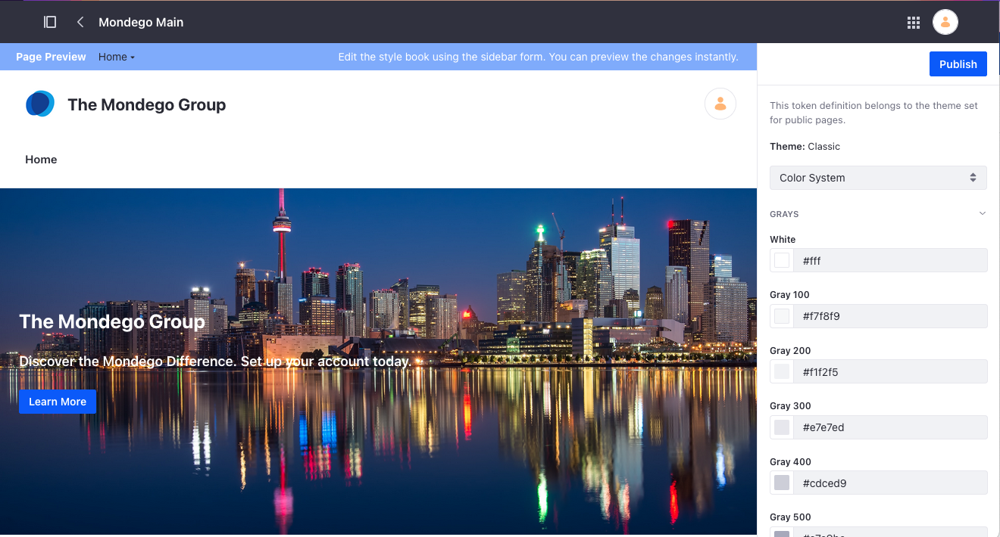 Mondego Main
Page Preview Home Edit the style book using the sidebar form. You can preview the changes instantly.
Publish
The Mondego Group
Home
The Mondego Group
Discover the Mondego Difference. Set up your account today.
Learn More
This token definition belongs to the theme set
for public pages.
Theme: Classic
Color System
GRAYS
White
#fff
Gray 100
#f7f8f9
Gray 200
#f1f2f5
Gray 300
#e7e7ed
Gray 400
#cdced9
Gray 500